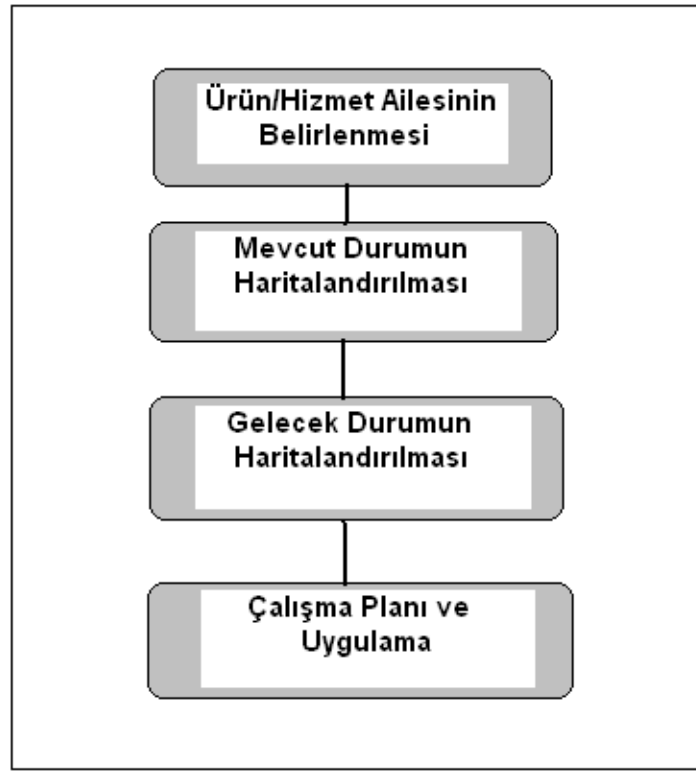 Ürün/Hizmet Ailesinin
Belirlenmesi
Mevcut Durumun
Haritalandırılması
Gelecek Durumun
Haritalandırılması
Çalışma Planı ve
Uygulama